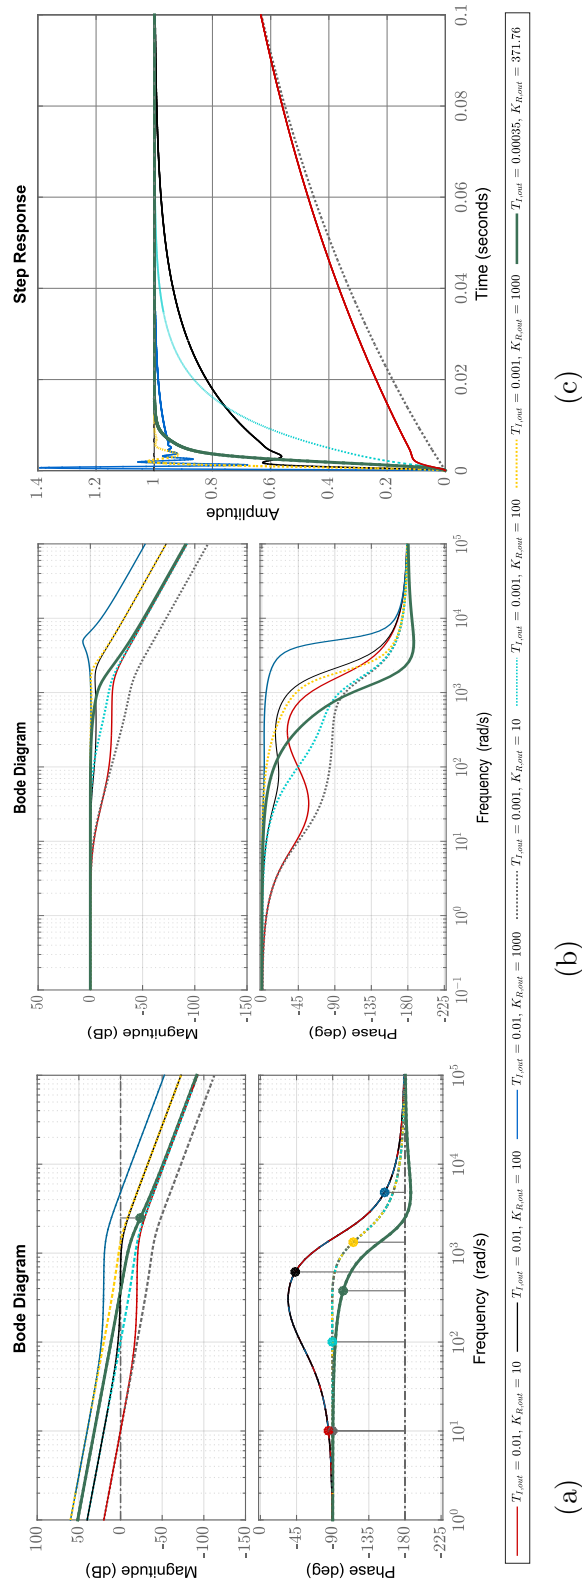 Bode Diagram
100
50
0
-50
-100
Magnitude (dB)
0
-45
-90
-135
-180
-225
Phase (deg)
10^0
10^1
10^2
10^3
10^4
10^5
Frequency (rad/s)
(a)
Bode Diagram
50
0
-50
-100
-150
Magnitude (dB)
0
-45
-90
-135
-180
-225
Phase (deg)
10^-1
10^0
10^1
10^2
10^3
10^4
10^5
Frequency (rad/s)
(b)
Step Response
1.4
1.2
1
0.8
0.6
0.4
0.2
0
Amplitude
0
0.02
0.04
0.06
0.08
0.1
Time (seconds)
(c)
T_{I,out} = 0.01, K_{R,out} = 10
T_{I,out} = 0.01, K_{R,out} = 100
T_{I,out} = 0.01, K_{R,out} = 1000
T_{I,out} = 0.001, K_{R,out} = 10
T_{I,out} = 0.001, K_{R,out} = 100
T_{I,out} = 0.001, K_{R,out} = 1000
T_{I,out} = 0.00035, K_{R,out} = 371.76